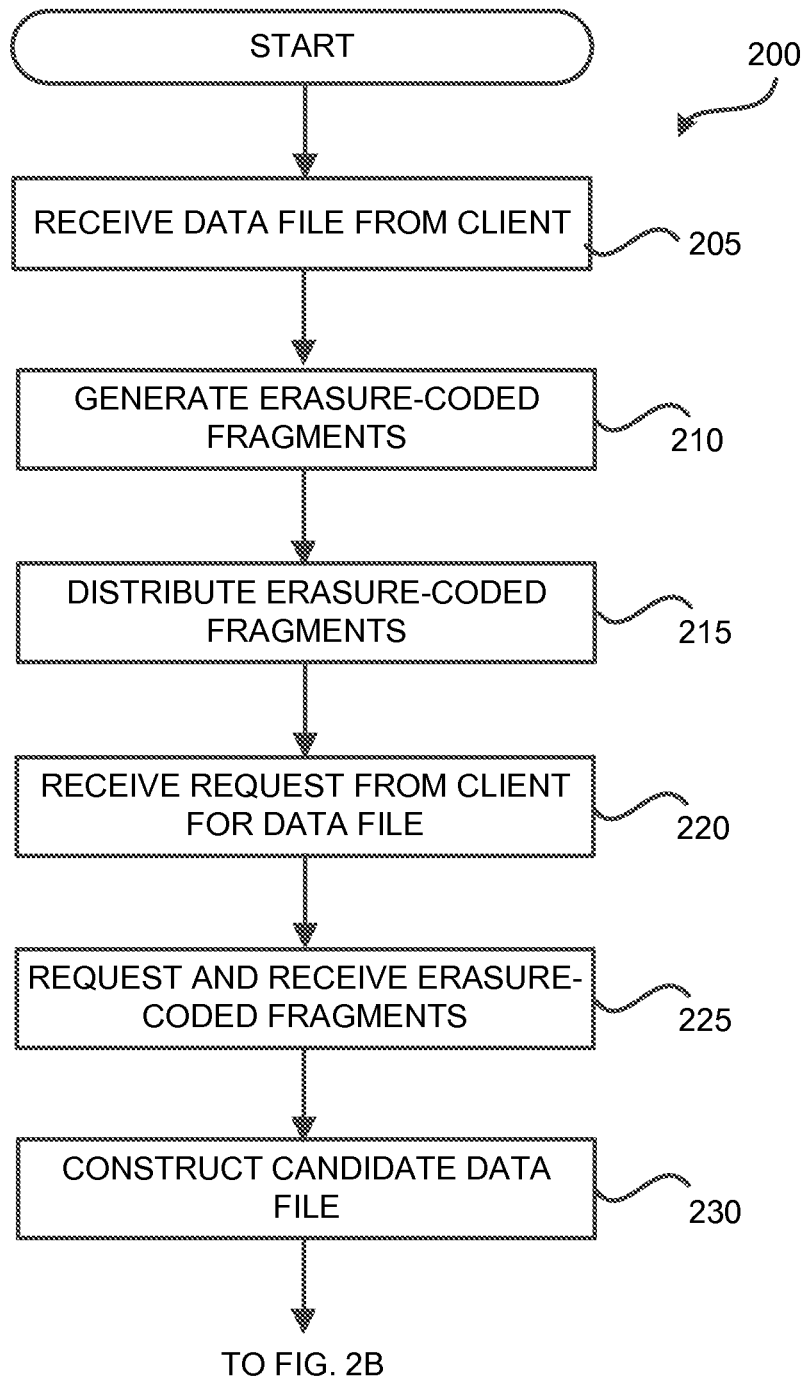 START
200
RECEIVE DATA FILE FROM CLIENT
205
GENERATE ERASURE-CODED
FRAGMENTS
210
DISTRIBUTE ERASURE-CODED
FRAGMENTS
215
RECEIVE REQUEST FROM CLIENT
FOR DATA FILE
220
REQUEST AND RECEIVE ERASURE-
CODED FRAGMENTS
225
CONSTRUCT CANDIDATE DATA
FILE
230
TO FIG. 2B